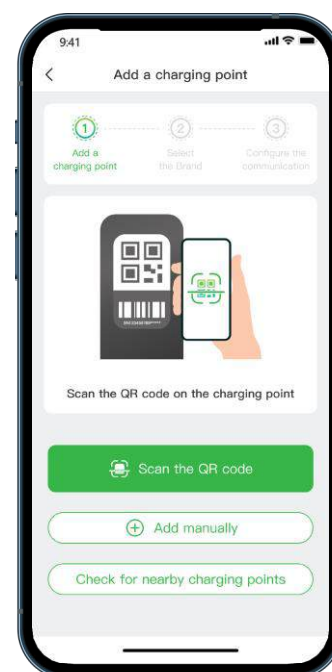 9:41
Add a charging point
1
2
3
Add a
charging point
Select
the Brand
Configure the
communication
Scan the QR code on the charging point
Scan the QR code
Add manually
Check for nearby charging points